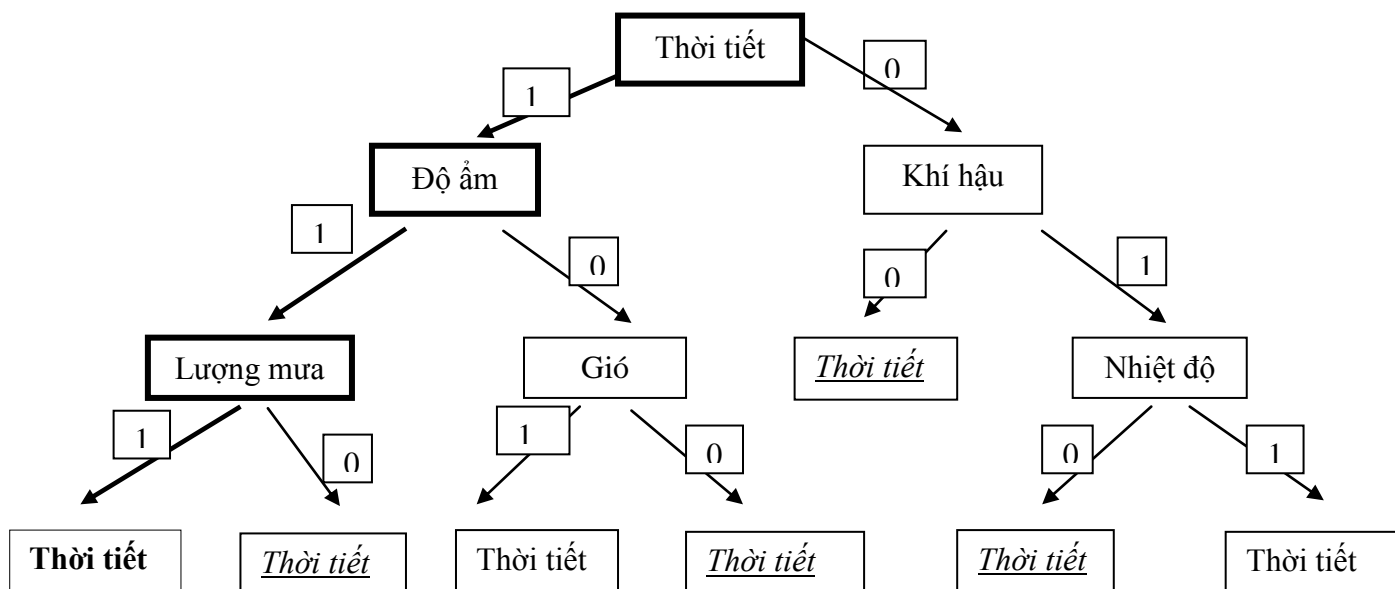 Thời tiết
0
1
Độ ẩm
Khí hậu
1
0
0
1
Lượng mưa
Gió
Thời tiết
Nhiệt độ
1
0
1
0
0
1
Thời tiết
Thời tiết
Thời tiết
Thời tiết
Thời tiết
Thời tiết